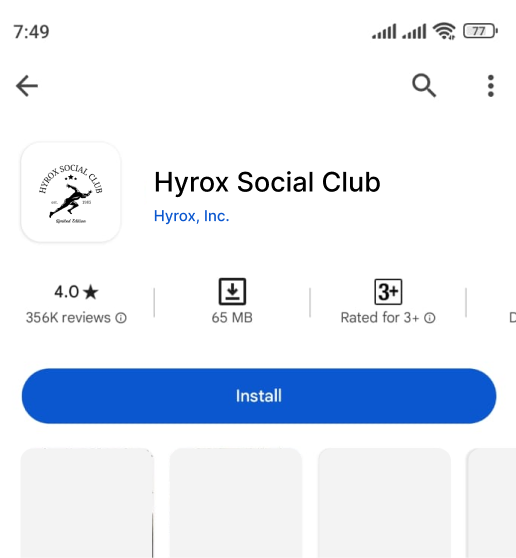 7:49
77
HYROX SOCIAL CLUB
EST.
Limited Edition
Hyrox Social Club
Hyrox, Inc.
4.0★
3+
356K reviews
65 MB
Rated for 3+
D
Install